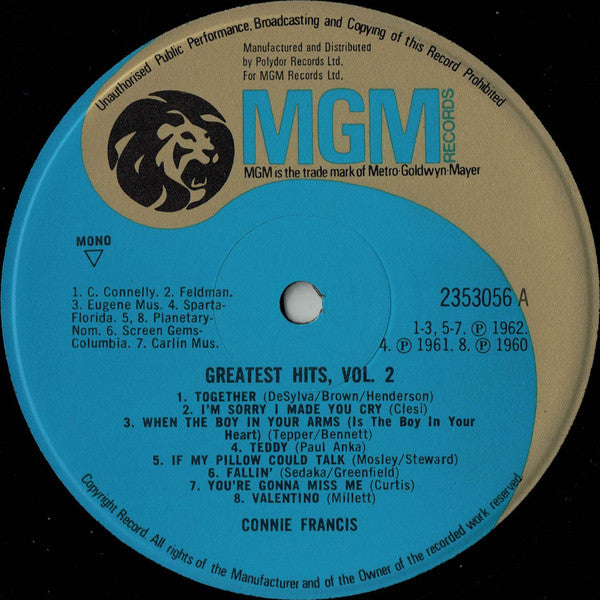 Unauthorised Public Performance, Broadcasting and Copying of this Record Prohibited
Manufactured and Distributed
by Polydor Records Ltd.
For MGM Records Ltd.
MGM
RECORDS
MGM is the trade mark of Metro-Goldwyn-Mayer
MONO
1. C. Connelly. 2. Feldman.
3. Eugene Mus. 4. Sparta-
Florida. 5, 8. Planetary-
Nom. 6. Screen Gems-
Columbia. 7. Carlin Mus.
2353056 A
1-3, 5-7. ℗ 1962.
4. ℗ 1961. 8. ℗ 1960
GREATEST HITS, VOL. 2
1. TOGETHER (DeSylva/Brown/Henderson)
2. I'M SORRY I MADE YOU CRY (Clesi)
3. WHEN THE BOY IN YOUR ARMS (Is The Boy In Your
Heart) (Tepper/Bennett)
4. TEDDY (Paul Anka)
5. IF MY PILLOW COULD TALK (Mosley/Steward)
6. FALLIN' (Sedaka/Greenfield)
7. YOU'RE GONNA MISS ME (Curtis)
8. VALENTINO (Millett)
CONNIE FRANCIS
Copyright Record. All rights of the Manufacturer and of the Owner of the recorded work reserved